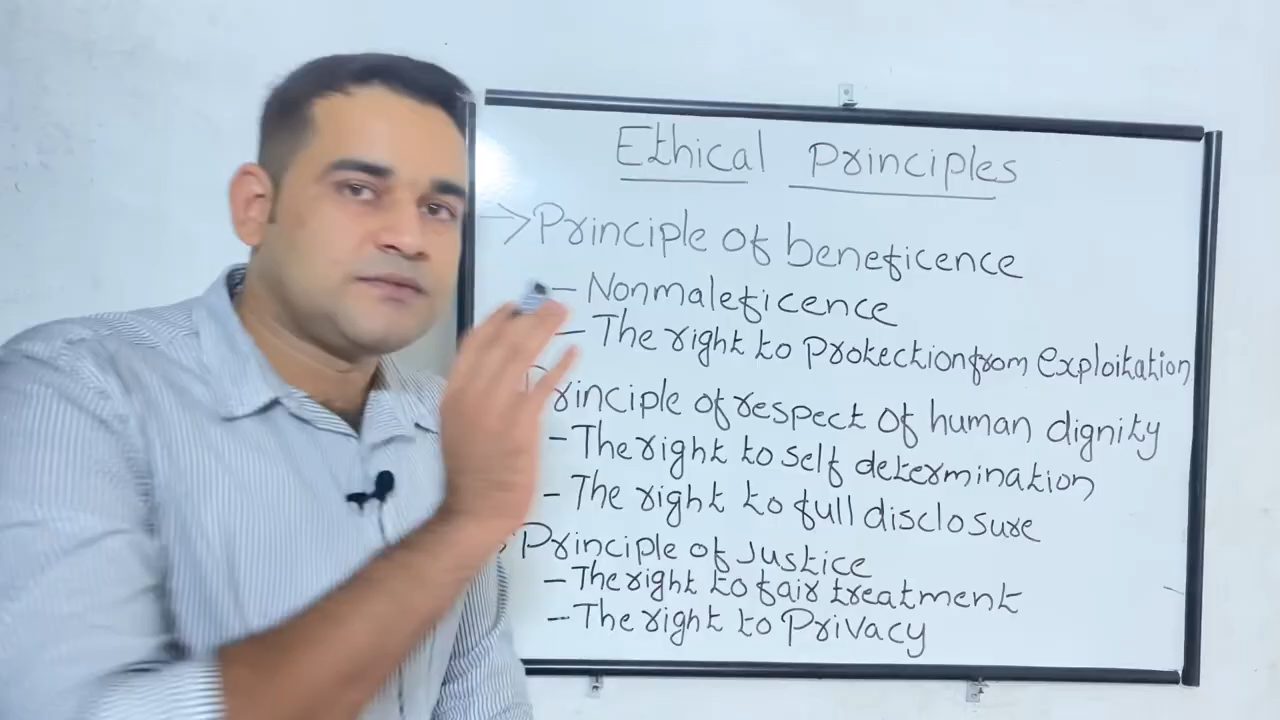 Ethical Principles
→Principle of beneficence
- Nonmaleficence
- The right to Protection from exploitation
Principle of respect of human dignity
- The right to self determination
- The right to full disclosure
Principle of Justice
- The right to fair treatment
- The right to Privacy